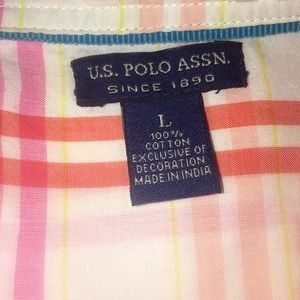 U.S. POLO ASSN.
SINCE 1890
L
100%
COTTON
EXCLUSIVE OF
DECORATION
MADE IN INDIA